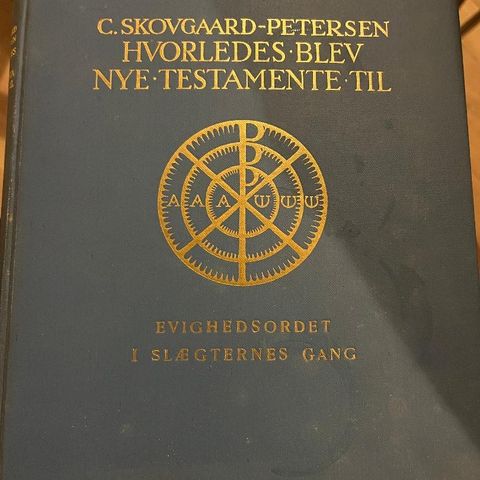 C. SKOVGAARD-PETERSEN
HVORLEDES·BLEV
NYE·TESTAMENTE·TIL
P
P
P
P
A A A ω ω ω
EVIGHEDSORDET
I SLÆGTERNES GANG